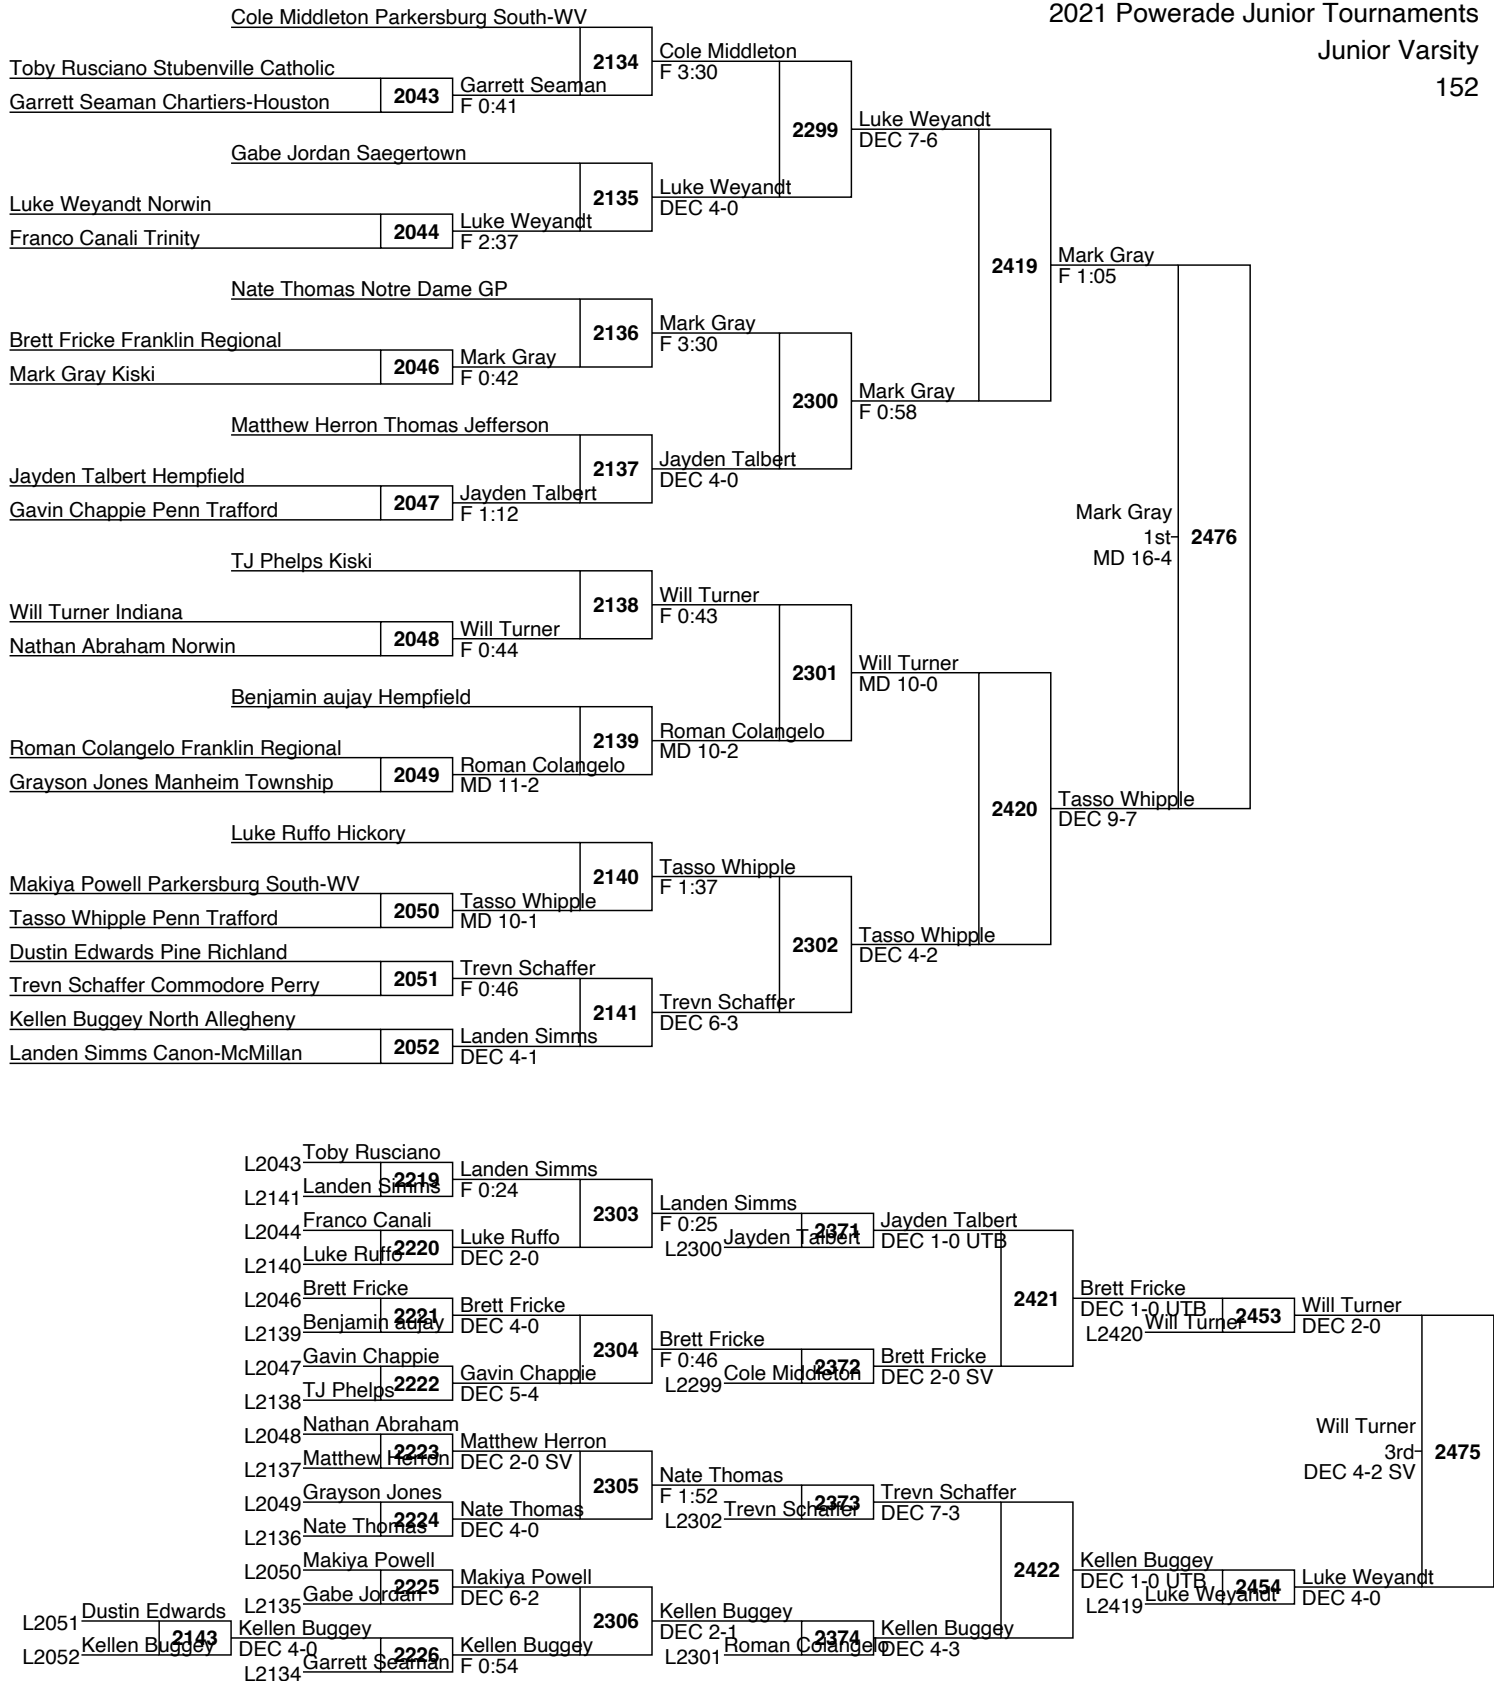 2021 Powerade Junior Tournaments
Junior Varsity
152
Cole Middleton Parkersburg South-WV
2134
Cole Middleton
F 3:30
Toby Rusciano Stubenville Catholic
Garrett Seaman Chartiers-Houston
2043
Garrett Seaman
F 0:41
2299
Luke Weyandt
DEC 7-6
Gabe Jordan Saegertown
2135
Luke Weyandt
DEC 4-0
Luke Weyandt Norwin
Franco Canali Trinity
2044
Luke Weyandt
F 2:37
2419
Mark Gray
F 1:05
Nate Thomas Notre Dame GP
2136
Mark Gray
F 3:30
Brett Fricke Franklin Regional
Mark Gray Kiski
2046
Mark Gray
F 0:42
2300
Mark Gray
F 0:58
Matthew Herron Thomas Jefferson
2137
Jayden Talbert
DEC 4-0
Jayden Talbert Hempfield
Gavin Chappie Penn Trafford
2047
Jayden Talbert
F 1:12
Mark Gray
1st
MD 16-4
2476
TJ Phelps Kiski
2138
Will Turner
F 0:43
Will Turner Indiana
Nathan Abraham Norwin
2048
Will Turner
F 0:44
2301
Will Turner
MD 10-0
Benjamin aujay Hempfield
2139
Roman Colangelo
MD 10-2
Roman Colangelo Franklin Regional
Grayson Jones Manheim Township
2049
Roman Colangelo
MD 11-2
2420
Tasso Whipple
DEC 9-7
Luke Ruffo Hickory
2140
Tasso Whipple
F 1:37
Makiya Powell Parkersburg South-WV
Tasso Whipple Penn Trafford
2050
Tasso Whipple
MD 10-1
2302
Tasso Whipple
DEC 4-2
Dustin Edwards Pine Richland
Trevn Schaffer Commodore Perry
2051
Trevn Schaffer
F 0:46
2141
Trevn Schaffer
DEC 6-3
Kellen Buggey North Allegheny
Landen Simms Canon-McMillan
2052
Landen Simms
DEC 4-1
L2043 Toby Rusciano
L2141 Landen Simms
2219
Landen Simms
F 0:24
2303
Landen Simms
F 0:25
L2044 Franco Canali
L2140 Luke Ruffo
2220
Luke Ruffo
DEC 2-0
L2300 Jayden Talbert
2371
Jayden Talbert
DEC 1-0 UTB
L2046 Brett Fricke
L2139 Benjamin aujay
2221
Brett Fricke
DEC 4-0
2421
Brett Fricke
DEC 1-0 UTB
L2420 Will Turner
2453
Will Turner
DEC 2-0
2304
Brett Fricke
F 0:46
L2047 Gavin Chappie
L2138 TJ Phelps
2222
Gavin Chappie
DEC 5-4
L2299 Cole Middleton
2372
Brett Fricke
DEC 2-0 SV
L2048 Nathan Abraham
L2137 Matthew Herron
2223
Matthew Herron
DEC 2-0 SV
Will Turner
3rd
DEC 4-2 SV
2475
2305
Nate Thomas
F 1:52
L2049 Grayson Jones
L2136 Nate Thomas
2224
Nate Thomas
DEC 4-0
L2302 Trevn Schaffer
2373
Trevn Schaffer
DEC 7-3
L2050 Makiya Powell
L2135 Gabe Jordan
2225
Makiya Powell
DEC 6-2
2422
Kellen Buggey
DEC 1-0 UTB
L2419 Luke Weyandt
2454
Luke Weyandt
DEC 4-0
2306
Kellen Buggey
DEC 2-1
L2051 Dustin Edwards
L2052 Kellen Buggey
2143
Kellen Buggey
DEC 4-0
L2134 Garrett Seaman
2226
Kellen Buggey
F 0:54
L2301 Roman Colangelo
2374
Kellen Buggey
DEC 4-3